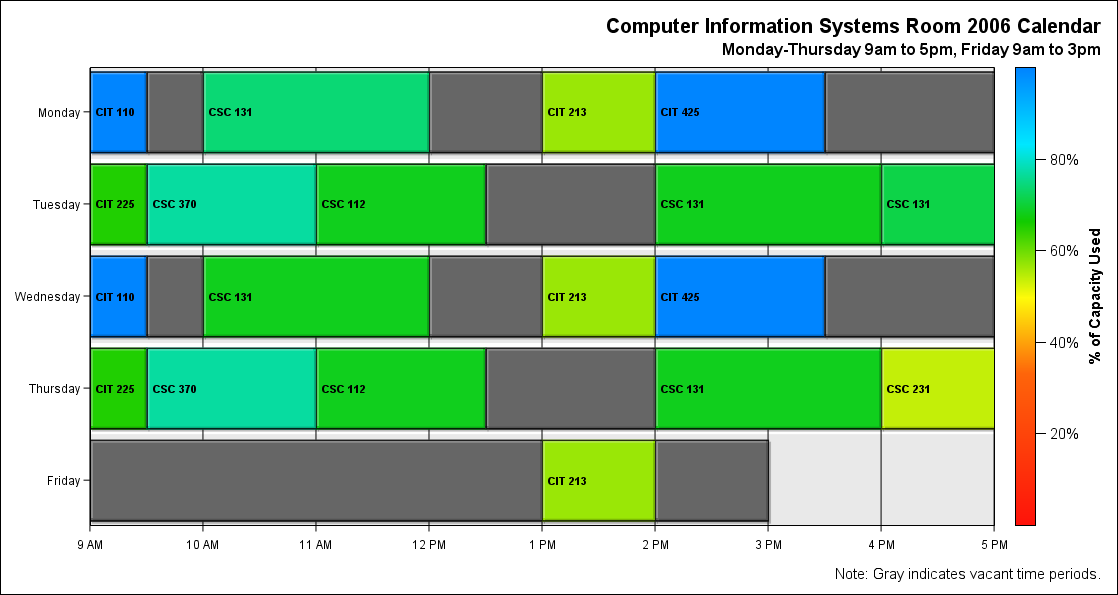 Computer Information Systems Room 2006 Calendar
Monday-Thursday 9am to 5pm, Friday 9am to 3pm
Monday
CIT 110
CSC 131
CIT 213
CIT 425
Tuesday
CIT 225
CSC 370
CSC 112
CSC 131
CSC 131
Wednesday
CIT 110
CSC 131
CIT 213
CIT 425
Thursday
CIT 225
CSC 370
CSC 112
CSC 131
CSC 231
Friday
CIT 213
9 AM
10 AM
11 AM
12 PM
1 PM
2 PM
3 PM
4 PM
5 PM
80%
60%
40%
20%
% of Capacity Used
Note: Gray indicates vacant time periods.